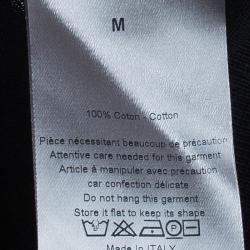 M
100% Coton - Cotton
Pièce nécessitant beaucoup de précaution
Attentive care needed for this garment
Article à manipuler avec précaution
car confection délicate
Do not hang this garment
Store it flat to keep its shape
Made In ITALY